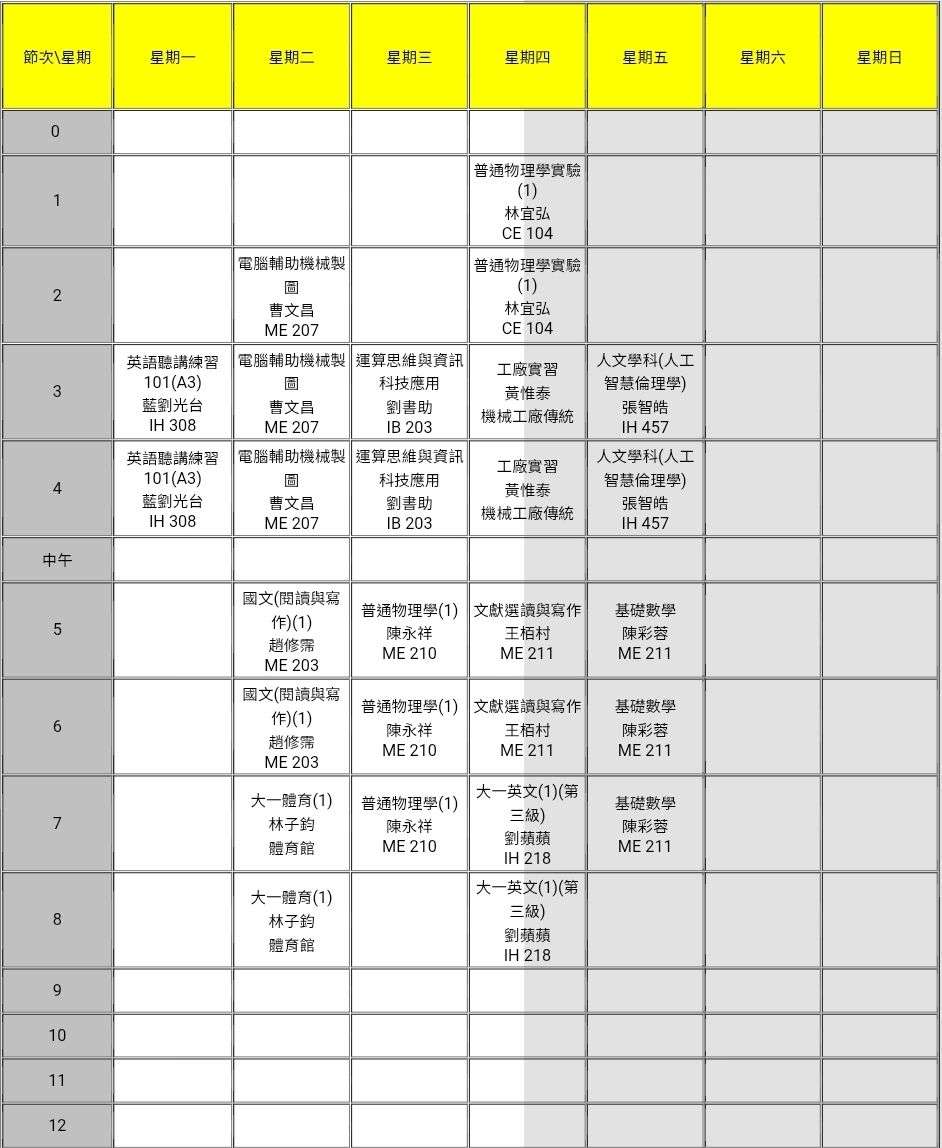 節次\星期 星期一 星期二 星期三 星期四 星期五 星期六 星期日
0
1
普通物理學實驗
(1)
林宜弘
CE 104
2
電腦輔助機械製
圖
曹文昌
ME 207
普通物理學實驗
(1)
林宜弘
CE 104
3
英語聽講練習
101(A3)
藍劉光台
IH 308
電腦輔助機械製
圖
曹文昌
ME 207
運算思維與資訊
科技應用
劉書助
IB 203
工廠實習
黃惟泰
機械工廠傳統
人文學科(人工
智慧倫理學)
張智皓
IH 457
4
英語聽講練習
101(A3)
藍劉光台
IH 308
電腦輔助機械製
圖
曹文昌
ME 207
運算思維與資訊
科技應用
劉書助
IB 203
工廠實習
黃惟泰
機械工廠傳統
人文學科(人工
智慧倫理學)
張智皓
IH 457
中午
5
國文(閱讀與寫
作)(1)
趙修霈
ME 203
普通物理學(1)
陳永祥
ME 210
文獻選讀與寫作
王栢村
ME 211
基礎數學
陳彩蓉
ME 211
6
國文(閱讀與寫
作)(1)
趙修霈
ME 203
普通物理學(1)
陳永祥
ME 210
文獻選讀與寫作
王栢村
ME 211
基礎數學
陳彩蓉
ME 211
7
大一體育(1)
林子鈞
體育館
普通物理學(1)
陳永祥
ME 210
大一英文(1)(第
三級)
劉蘋蘋
IH 218
基礎數學
陳彩蓉
ME 211
8
大一體育(1)
林子鈞
體育館
大一英文(1)(第
三級)
劉蘋蘋
IH 218
9
10
11
12